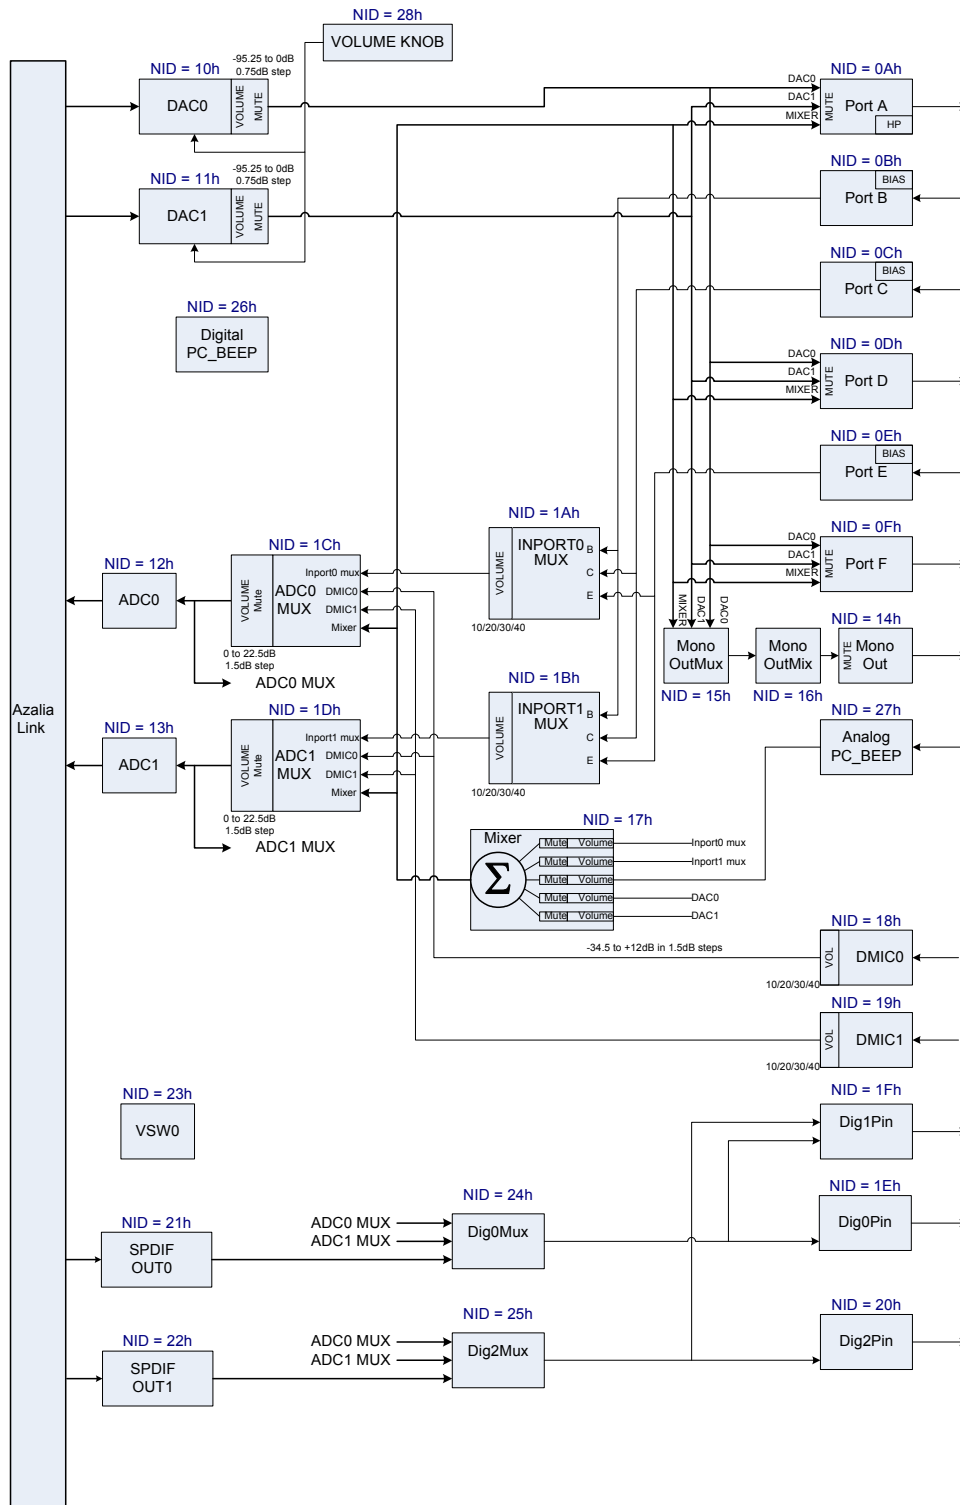 NID = 28h
VOLUME KNOB
-95.25 to 0dB
0.75dB step
NID = 10h
DAC0
VOLUME
MUTE
NID = 0Ah
DAC0
DAC1
MIXER
MUTE
Port A
HP
-95.25 to 0dB
0.75dB step
NID = 11h
DAC1
VOLUME
MUTE
NID = 0Bh
BIAS
Port B
NID = 0Ch
BIAS
Port C
NID = 26h
Digital
PC_BEEP
NID = 0Dh
DAC0
DAC1
MIXER
MUTE
Port D
NID = 0Eh
BIAS
Port E
NID = 1Ah
VOLUME
INPORT0
MUX
B
C
E
10/20/30/40
NID = 0Fh
DAC0
DAC1
MIXER
MUTE
Port F
NID = 12h
ADC0
NID = 1Ch
VOLUME
Mute
ADC0
MUX
Inport0 mux
DMIC0
DMIC1
Mixer
0 to 22.5dB
1.5dB step
ADC0 MUX
MIXER
DAC1
DAC0
Mono
OutMux
NID = 15h
Mono
OutMix
NID = 16h
NID = 14h
MUTE
Mono
Out
Azalia
Link
NID = 13h
ADC1
NID = 1Dh
VOLUME
Mute
ADC1
MUX
Inport1 mux
DMIC0
DMIC1
Mixer
0 to 22.5dB
1.5dB step
ADC1 MUX
NID = 1Bh
VOLUME
INPORT1
MUX
B
C
E
10/20/30/40
NID = 27h
Analog
PC_BEEP
NID = 17h
Mixer
Σ
Mute Volume Inport0 mux
Mute Volume Inport1 mux
Mute Volume
Mute Volume DAC0
Mute Volume DAC1
-34.5 to +12dB in 1.5dB steps
NID = 18h
VOL
DMIC0
10/20/30/40
NID = 19h
VOL
DMIC1
10/20/30/40
NID = 23h
VSW0
NID = 1Fh
Dig1Pin
NID = 21h
SPDIF
OUT0
ADC0 MUX
ADC1 MUX
NID = 24h
Dig0Mux
NID = 1Eh
Dig0Pin
NID = 22h
SPDIF
OUT1
ADC0 MUX
ADC1 MUX
NID = 25h
Dig2Mux
NID = 20h
Dig2Pin